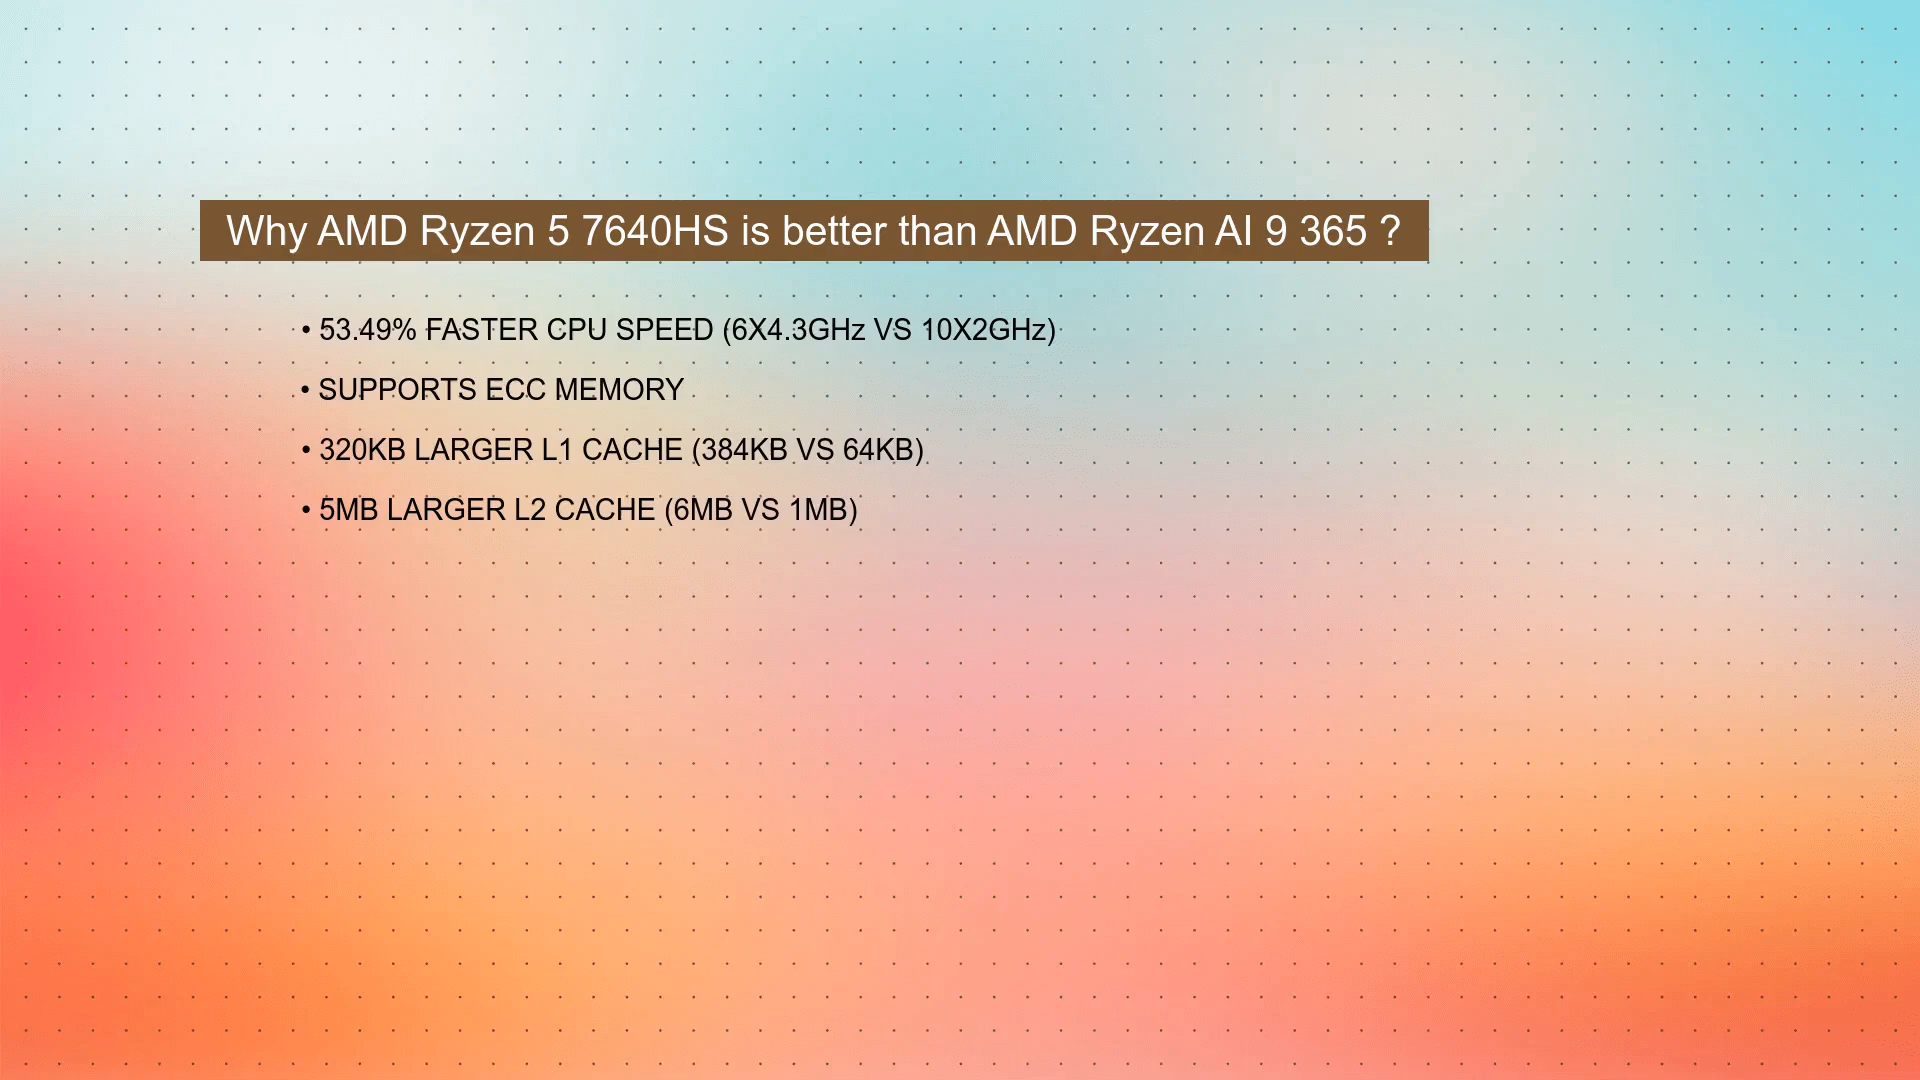 Why AMD Ryzen 5 7640HS is better than AMD Ryzen AI 9 365 ?
• 53.49% FASTER CPU SPEED (6X4.3GHz VS 10X2GHz)
• SUPPORTS ECC MEMORY
• 320KB LARGER L1 CACHE (384KB VS 64KB)
• 5MB LARGER L2 CACHE (6MB VS 1MB)